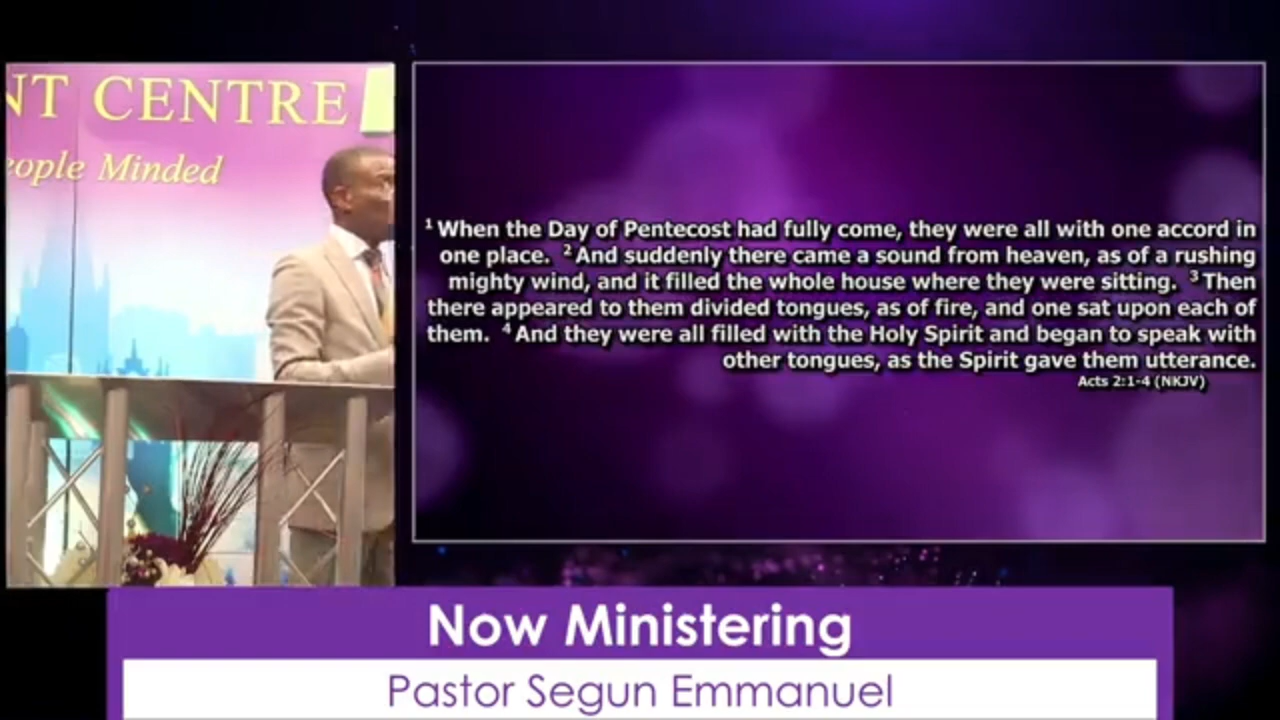 NT CENTRE
eople Minded
1 When the Day of Pentecost had fully come, they were all with one accord in
one place. 2 And suddenly there came a sound from heaven, as of a rushing
mighty wind, and it filled the whole house where they were sitting. 3 Then
there appeared to them divided tongues, as of fire, and one sat upon each of
them. 4 And they were all filled with the Holy Spirit and began to speak with
other tongues, as the Spirit gave them utterance.
Acts 2:1-4 (NKJV)
Now Ministering
Pastor Segun Emmanuel